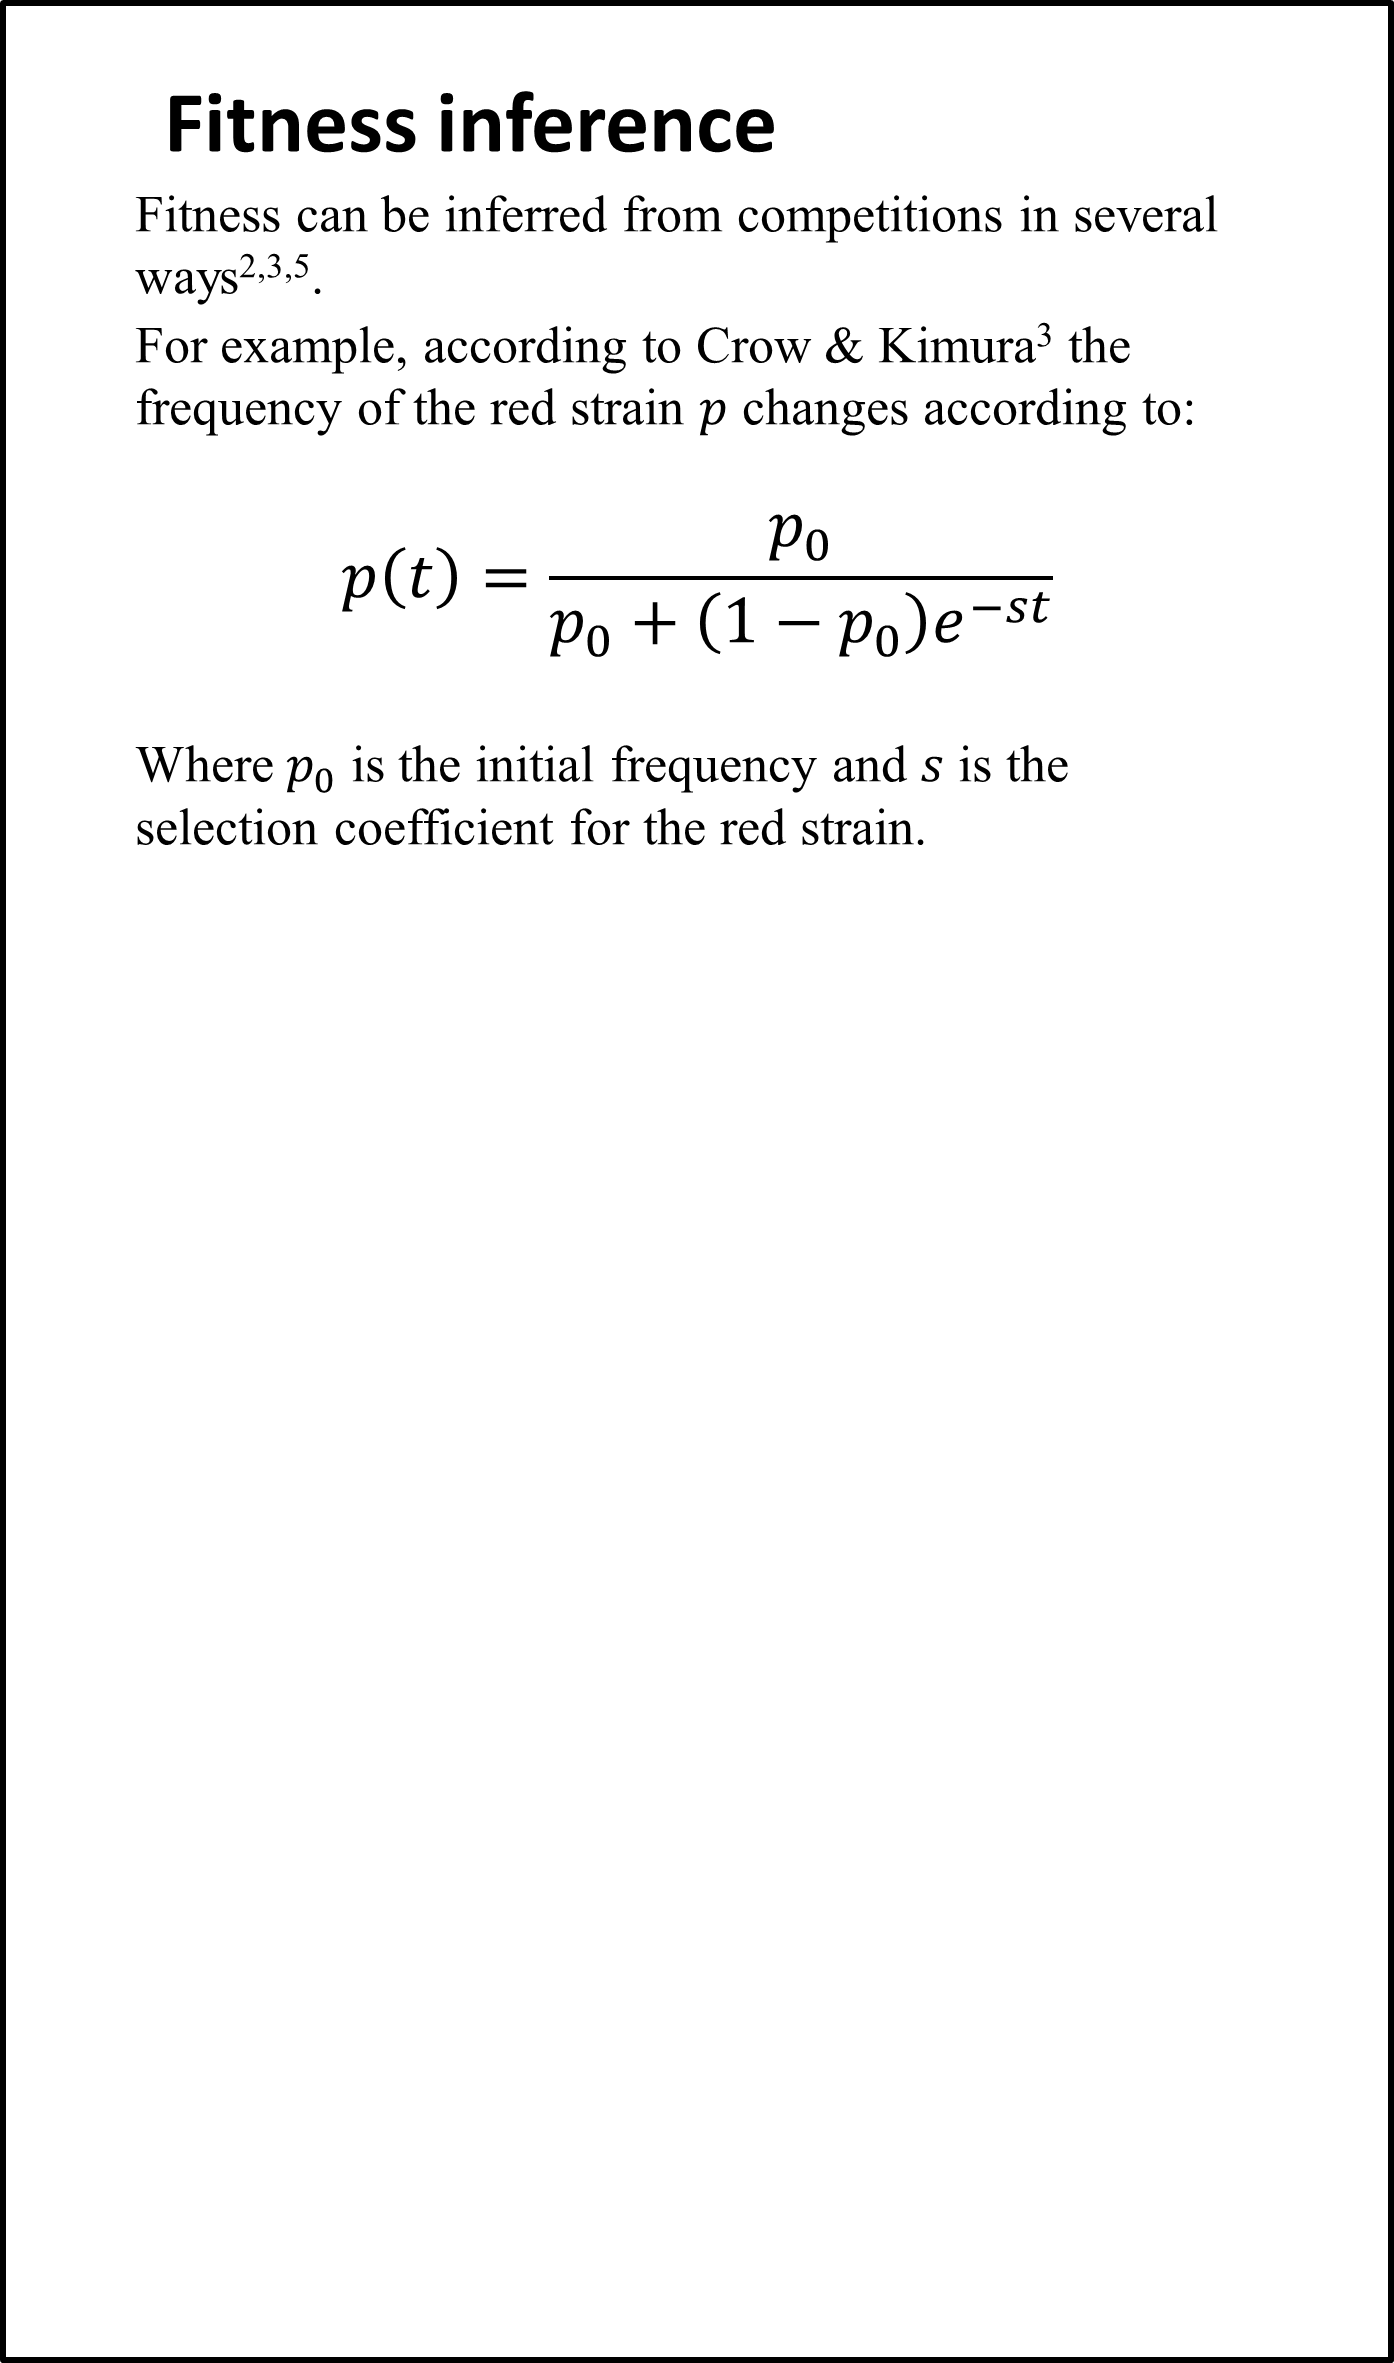 Fitness inference
Fitness can be inferred from competitions in several
ways²,³,⁵.
For example, according to Crow & Kimura³ the
frequency of the red strain 𝑝 changes according to:
𝑝(𝑡) = 𝑝₀ / (𝑝₀ + (1 − 𝑝₀)𝑒^{−𝑠𝑡})
Where 𝑝₀ is the initial frequency and 𝑠 is the
selection coefficient for the red strain.